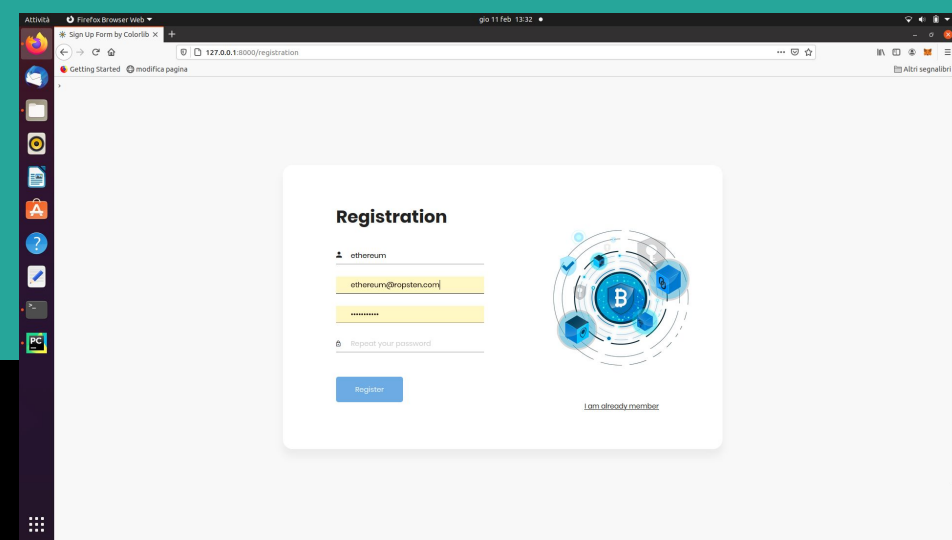 Attività
Firefox Browser Web
gio 11 feb 13:32
Sign Up Form by Colorlib
127.0.0.1:8000/registration
Getting Started
modifica pagina
Altri segnalibri
Registration
ethereum
ethereum@ropsten.com
•••••••••••
Repeat your password
Register
I am already member
PC